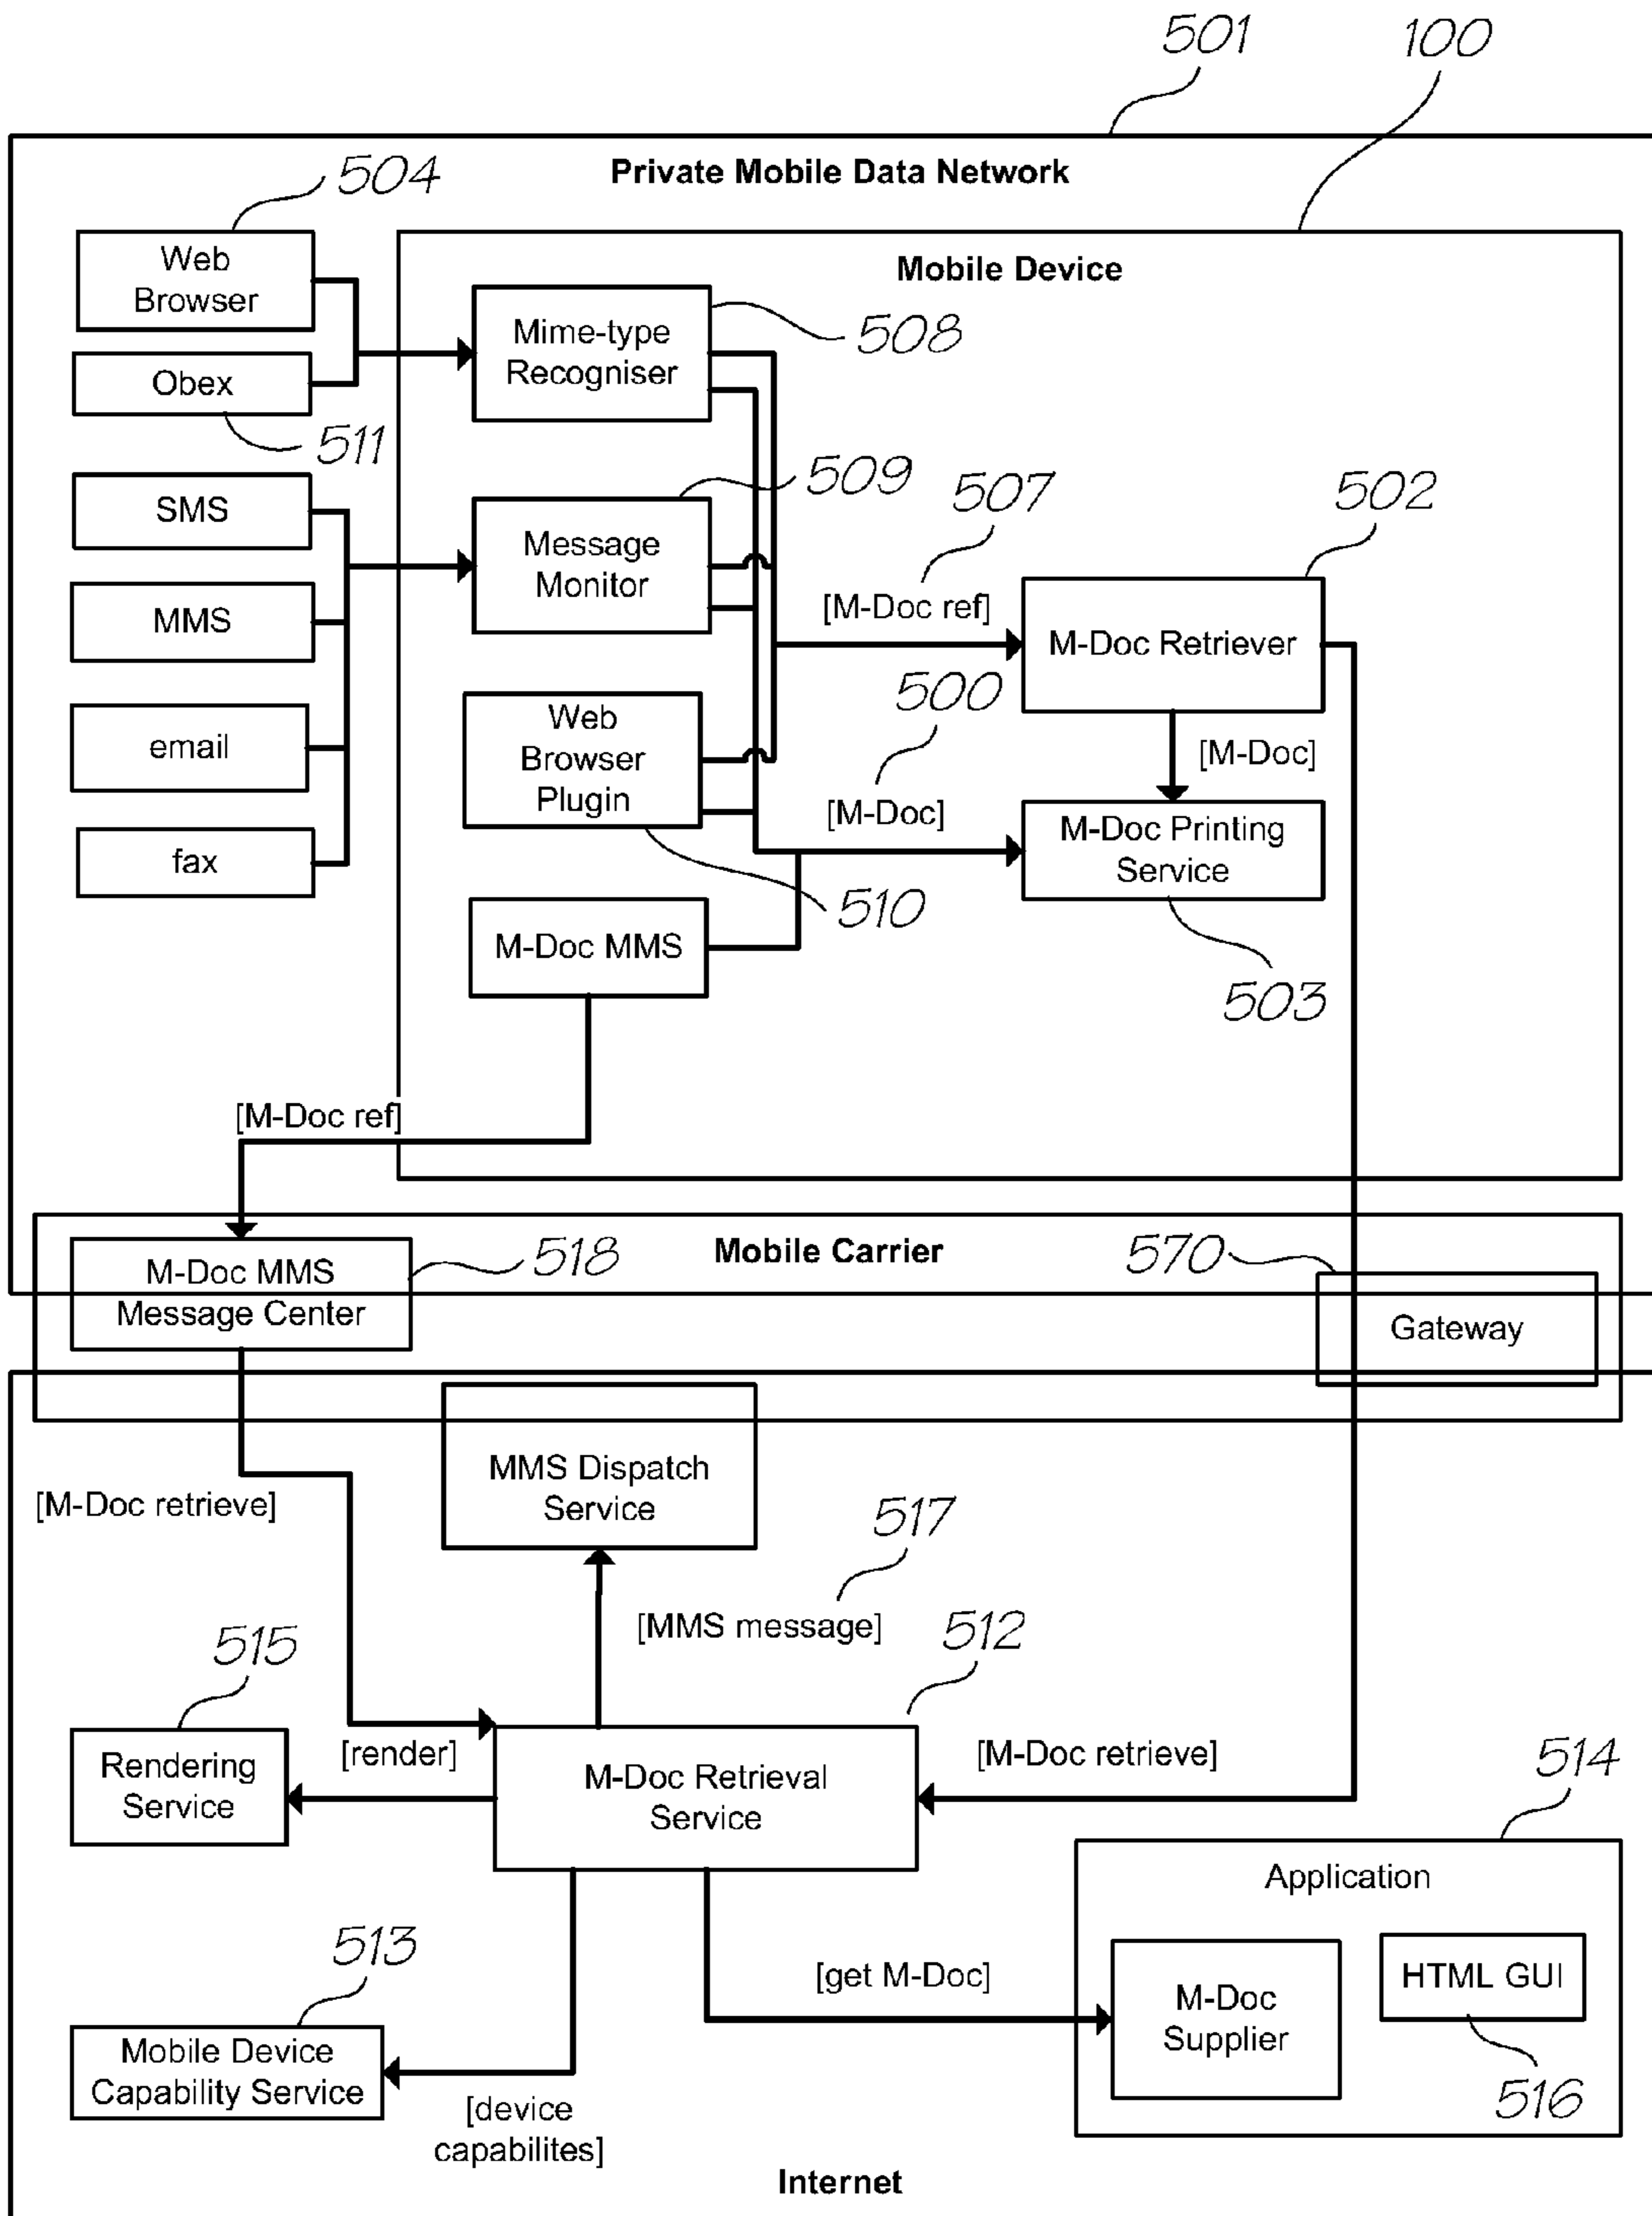 501
100
Private Mobile Data Network
504
Web
Browser
Mobile Device
Mime-type
Recogniser
508
Obex
511
SMS
509
507
502
Message
Monitor
MMS
[M-Doc ref]
M-Doc Retriever
500
Web
Browser
Plugin
email
[M-Doc]
[M-Doc]
M-Doc Printing
Service
fax
510
M-Doc MMS
503
[M-Doc ref]
M-Doc MMS
Message Center
518
Mobile Carrier
570
Gateway
MMS Dispatch
Service
[M-Doc retrieve]
517
[MMS message]
512
515
Rendering
Service
[render]
M-Doc Retrieval
Service
[M-Doc retrieve]
514
Application
513
[get M-Doc]
M-Doc
Supplier
HTML GUI
Mobile Device
Capability Service
516
[device
capabilites]
Internet